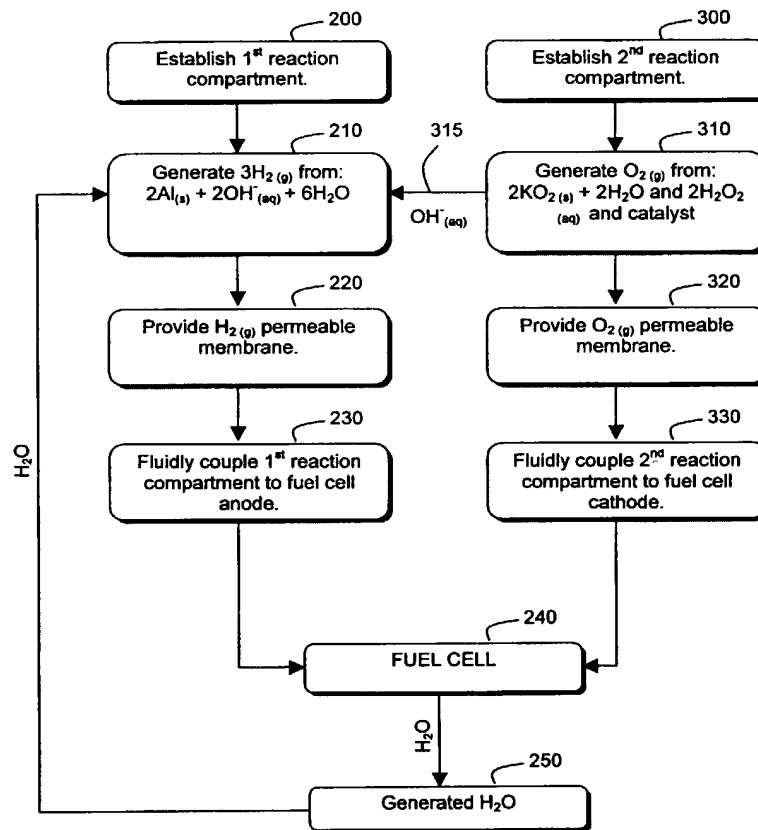 200
Establish 1st reaction
compartment.
300
Establish 2nd reaction
compartment.
210
Generate 3H2 (g) from:
2Al(s) + 2OH-(aq) + 6H2O
315
OH-(aq)
310
Generate O2 (g) from:
2KO2 (s) + 2H2O and 2H2O2
(aq) and catalyst
220
Provide H2 (g) permeable
membrane.
320
Provide O2 (g) permeable
membrane.
230
Fluidly couple 1st reaction
compartment to fuel cell
anode.
330
Fluidly couple 2nd reaction
compartment to fuel cell
cathode.
H2O
240
FUEL CELL
H2O
250
Generated H2O